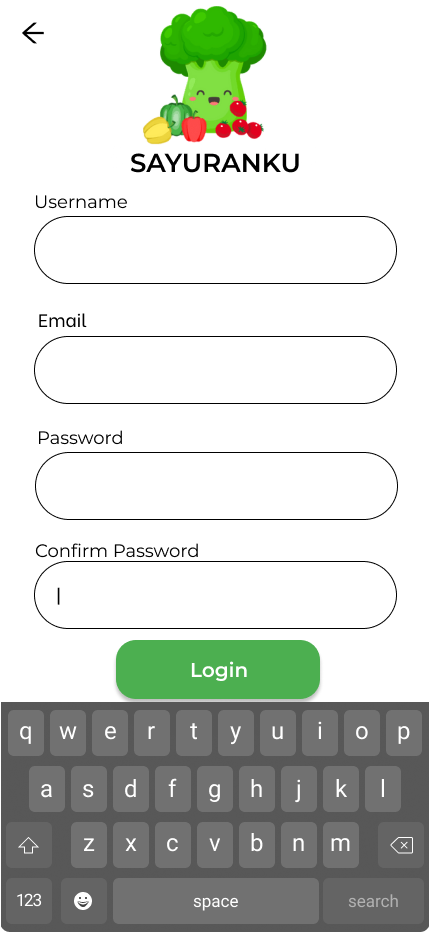 SAYURANKU
Username
Email
Password
Confirm Password
Login
q w e r t y u i o p
a s d f g h j k l
z x c v b n m
123 space search